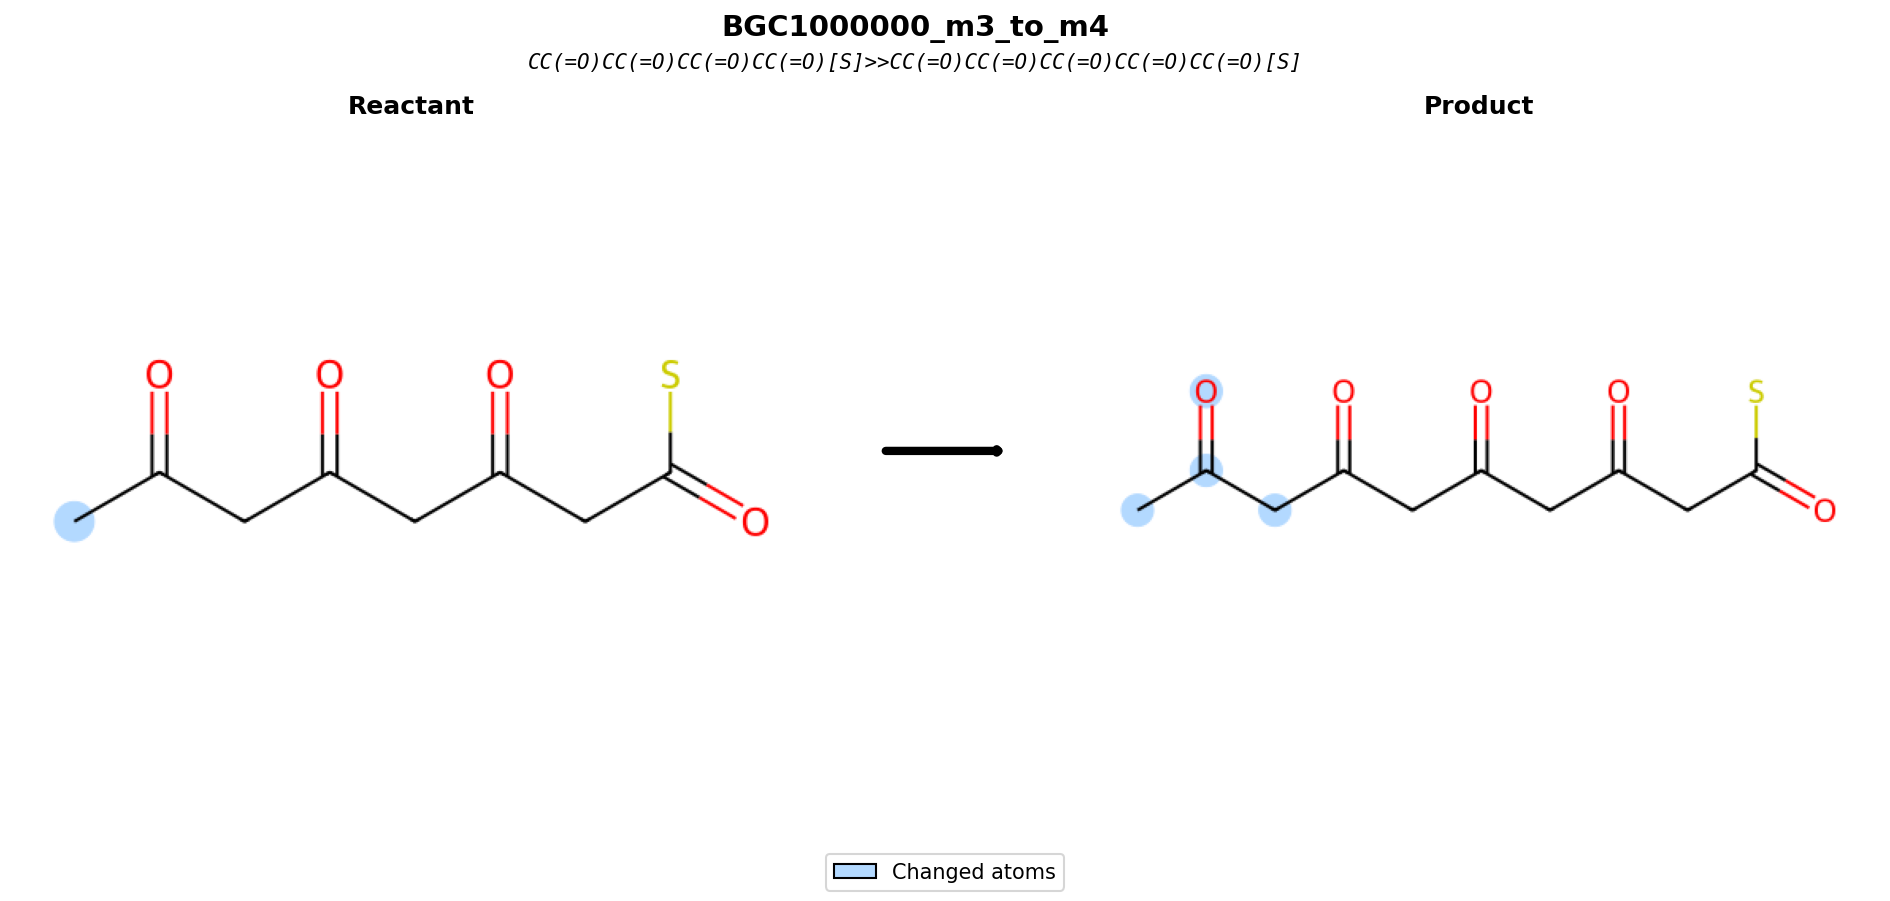 BGC1000000_m3_to_m4
CC(=O)CC(=O)CC(=O)CC(=O)[S]>>CC(=O)CC(=O)CC(=O)CC(=O)CC(=O)[S]
Reactant
Product
O O O S
O
O O O O S
O
Changed atoms